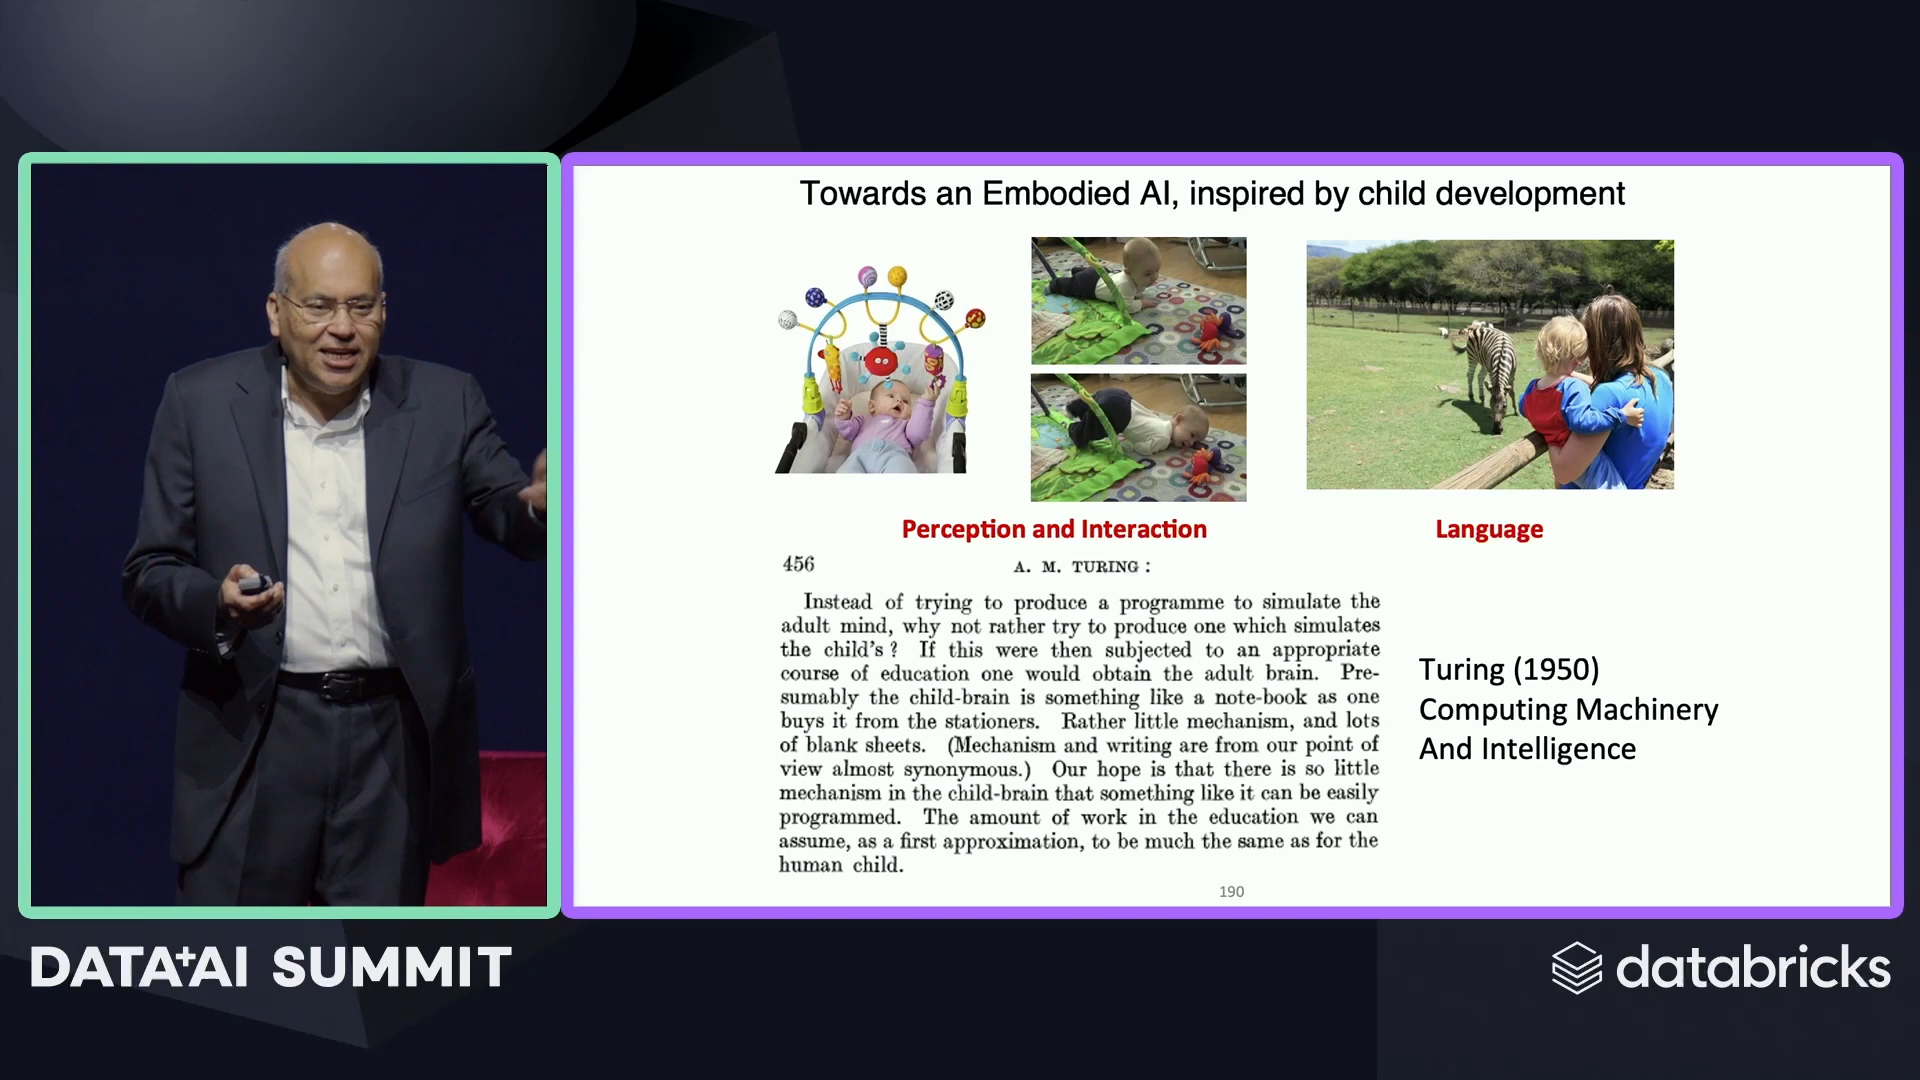 Towards an Embodied AI, inspired by child development
Perception and Interaction
Language
456
A. M. TURING :
Instead of trying to produce a programme to simulate the
adult mind, why not rather try to produce one which simulates
the child's ? If this were then subjected to an appropriate
course of education one would obtain the adult brain. Pre-
sumably the child-brain is something like a note-book as one
buys it from the stationers. Rather little mechanism, and lots
of blank sheets. (Mechanism and writing are from our point of
view almost synonymous.) Our hope is that there is so little
mechanism in the child-brain that something like it can be easily
programmed. The amount of work in the education we can
assume, as a first approximation, to be much the same as for the
human child.
Turing (1950)
Computing Machinery
And Intelligence
190
DATA+AI SUMMIT
databricks